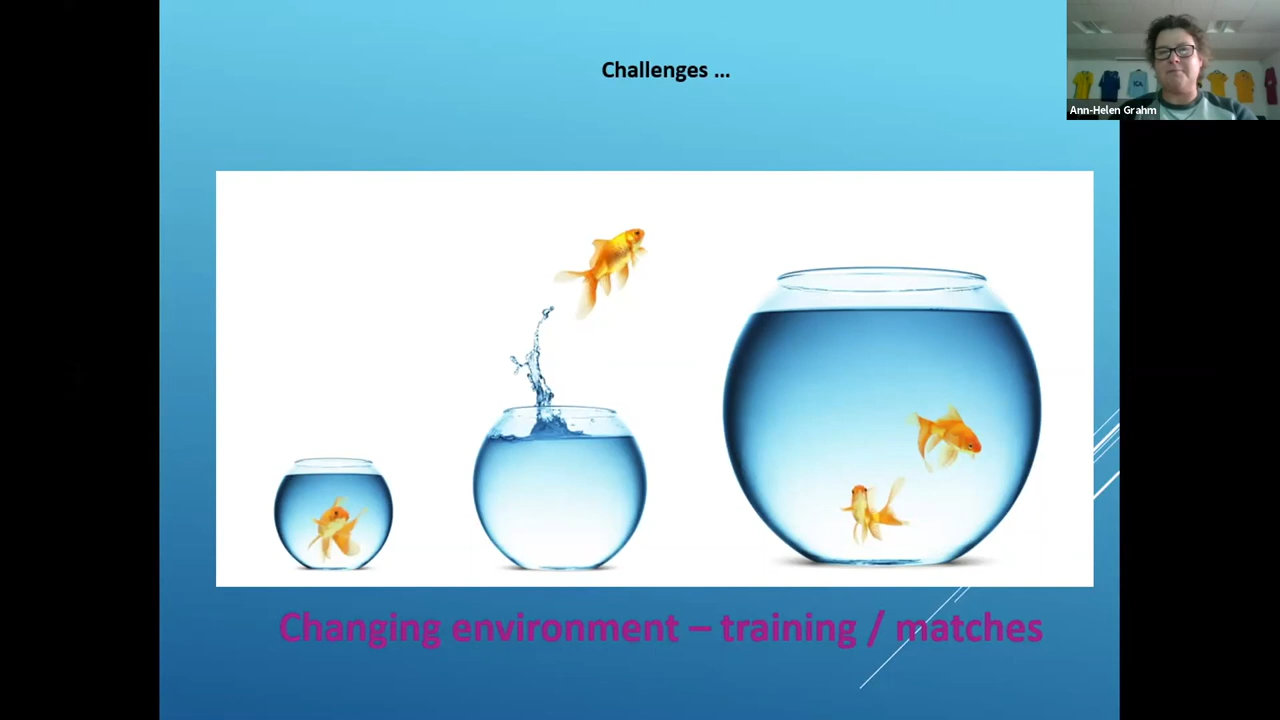 Challenges ...
Ann-Helen Grahm
Changing environment – training / matches